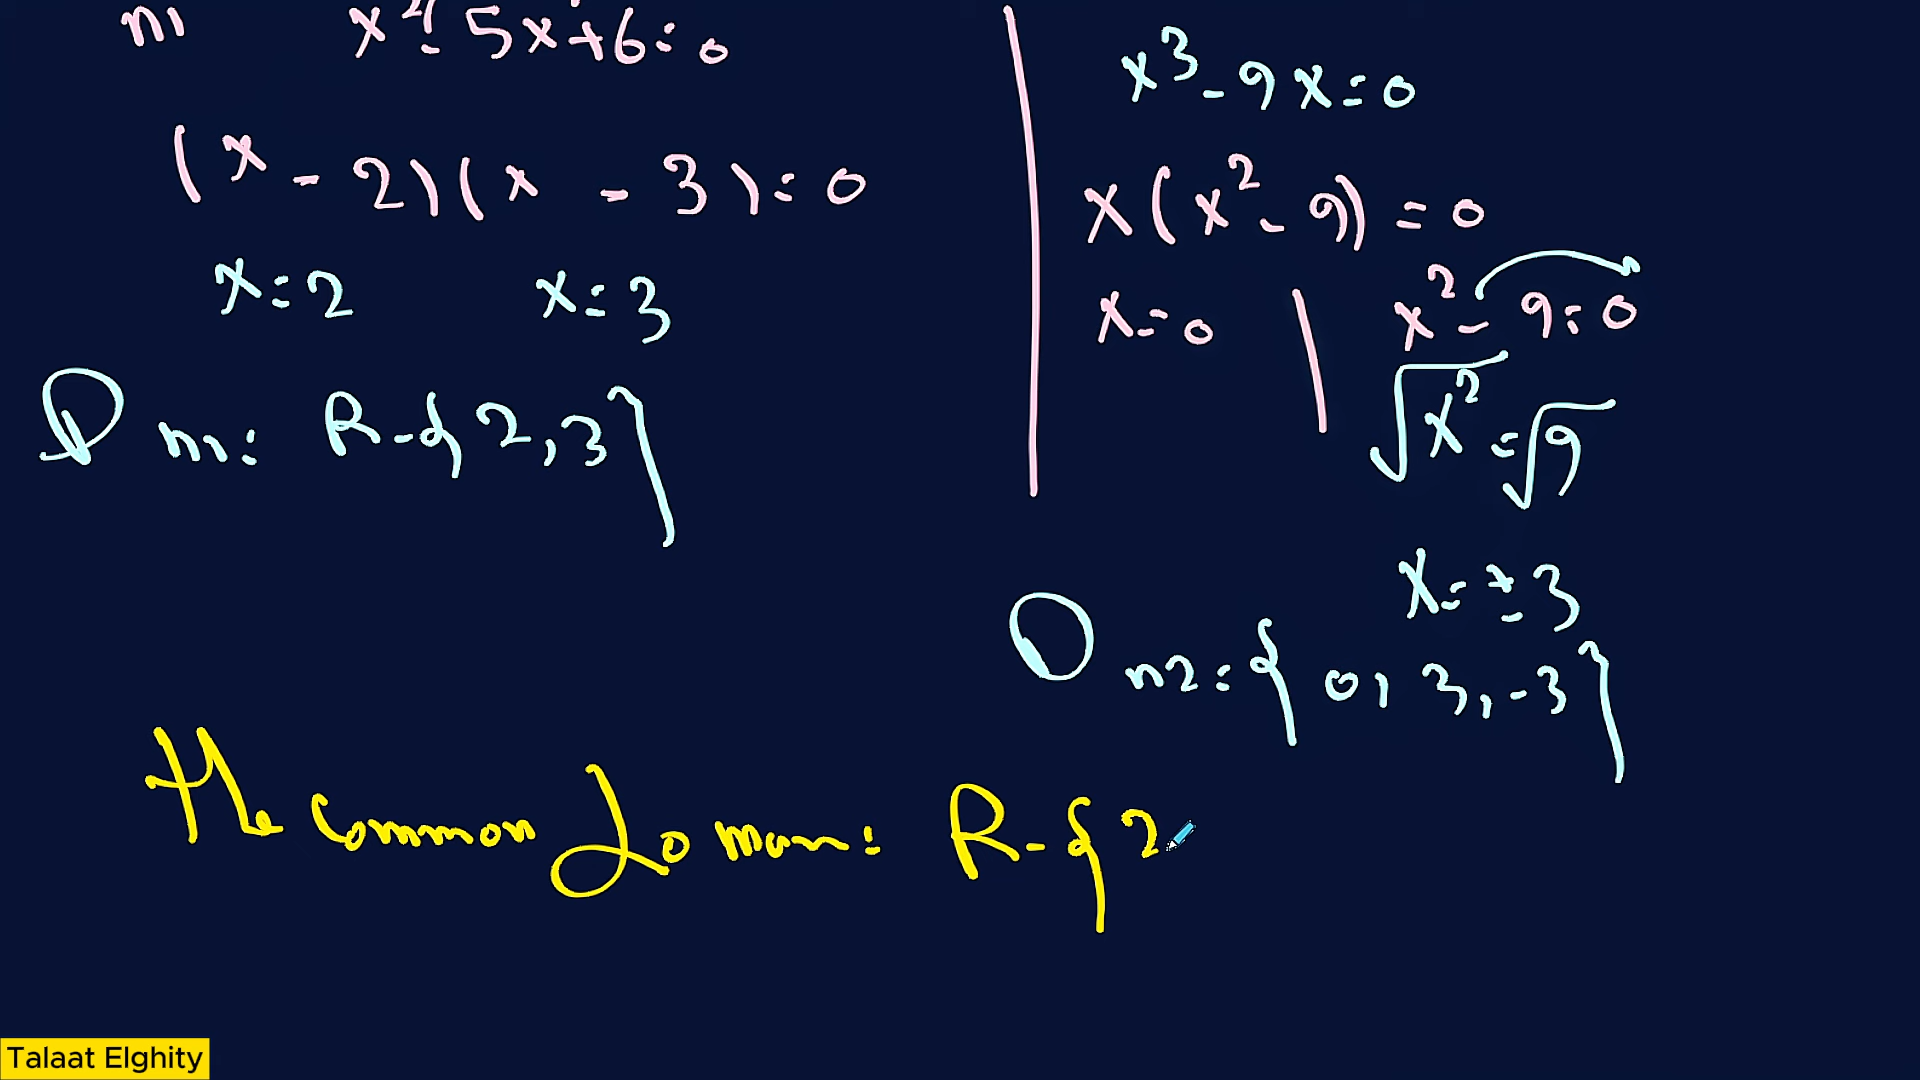 n1 x² - 5x + 6 = 0
(x - 2)(x - 3) = 0
x = 2 x = 3
D n1 = R - { 2 , 3 }
x³ - 9x = 0
x(x² - 9) = 0
x = 0 | x² - 9 = 0
√x² = √9
x = ± 3
D n2 = { 0 , 3 , -3 }
The common domain = R - { 2
Talaat Elghity